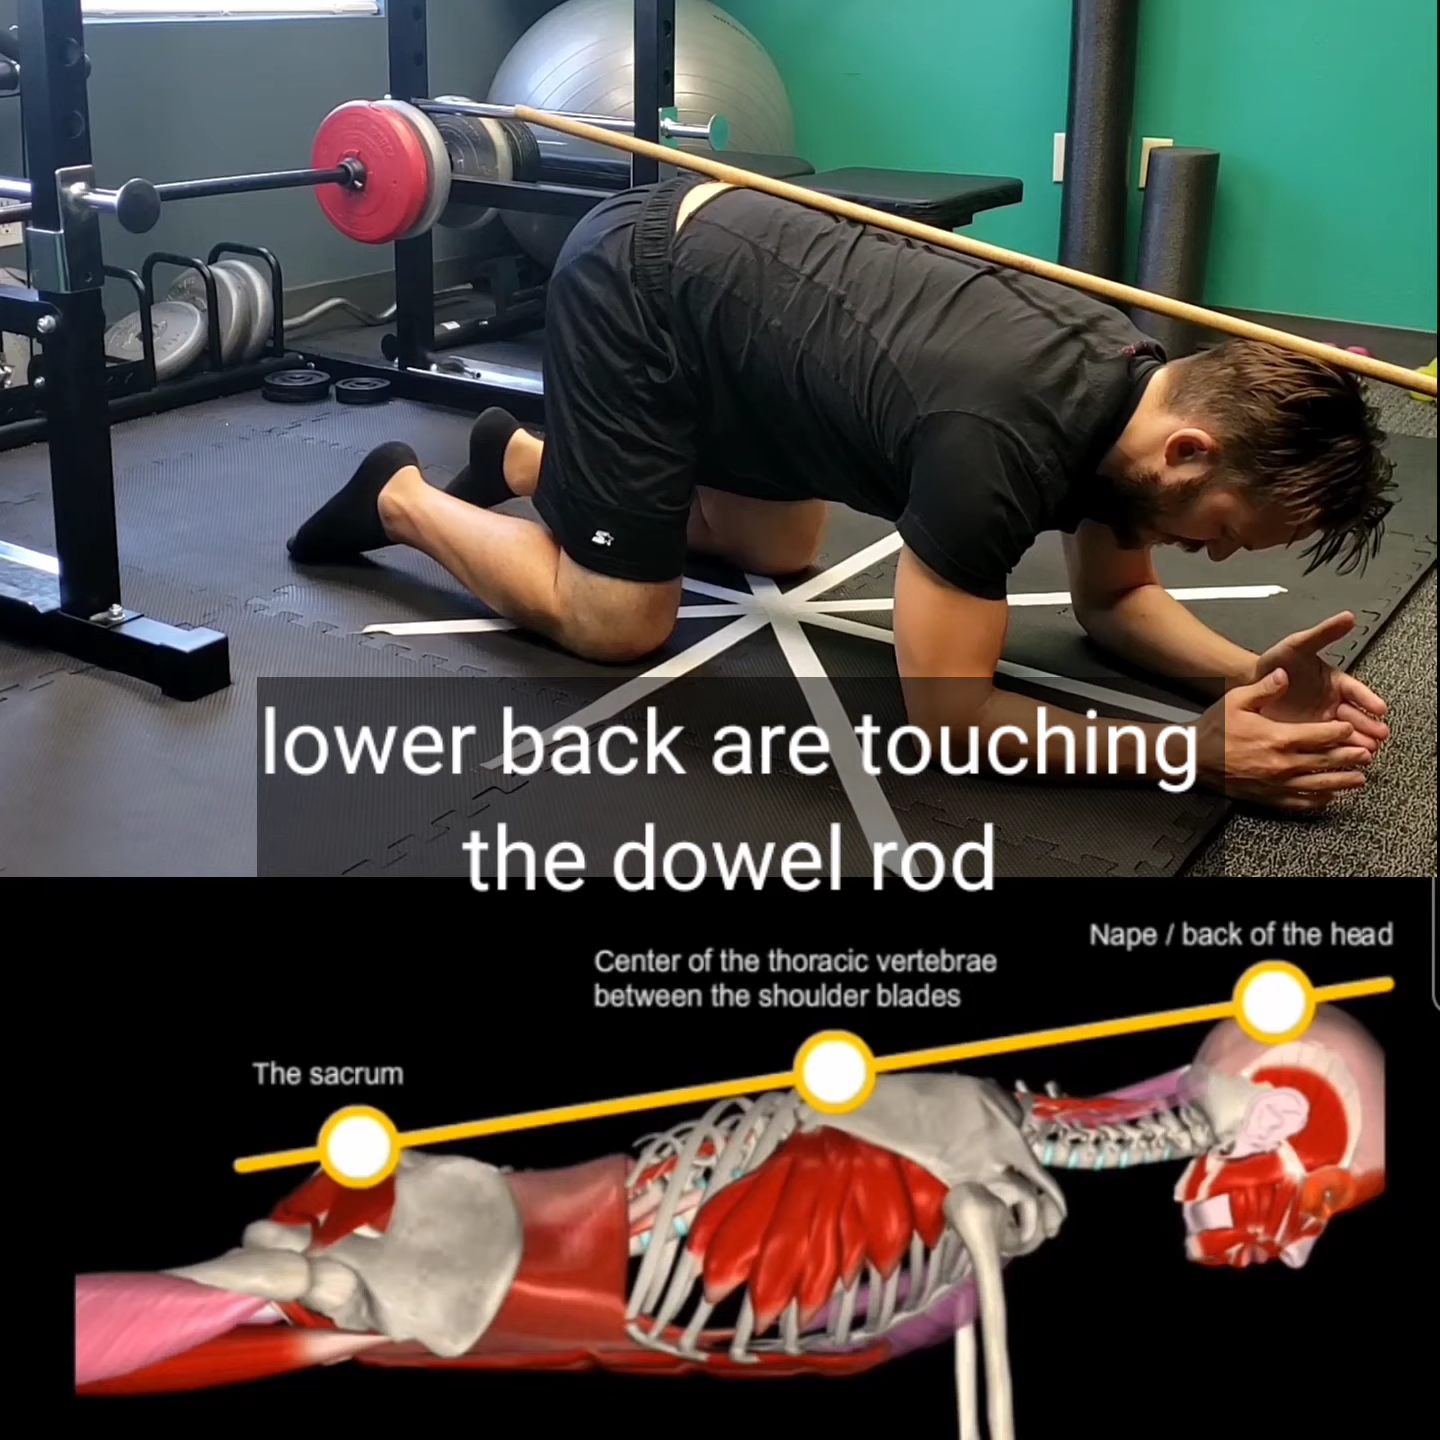 lower back are touching
the dowel rod
Nape / back of the head
Center of the thoracic vertebrae
between the shoulder blades
The sacrum